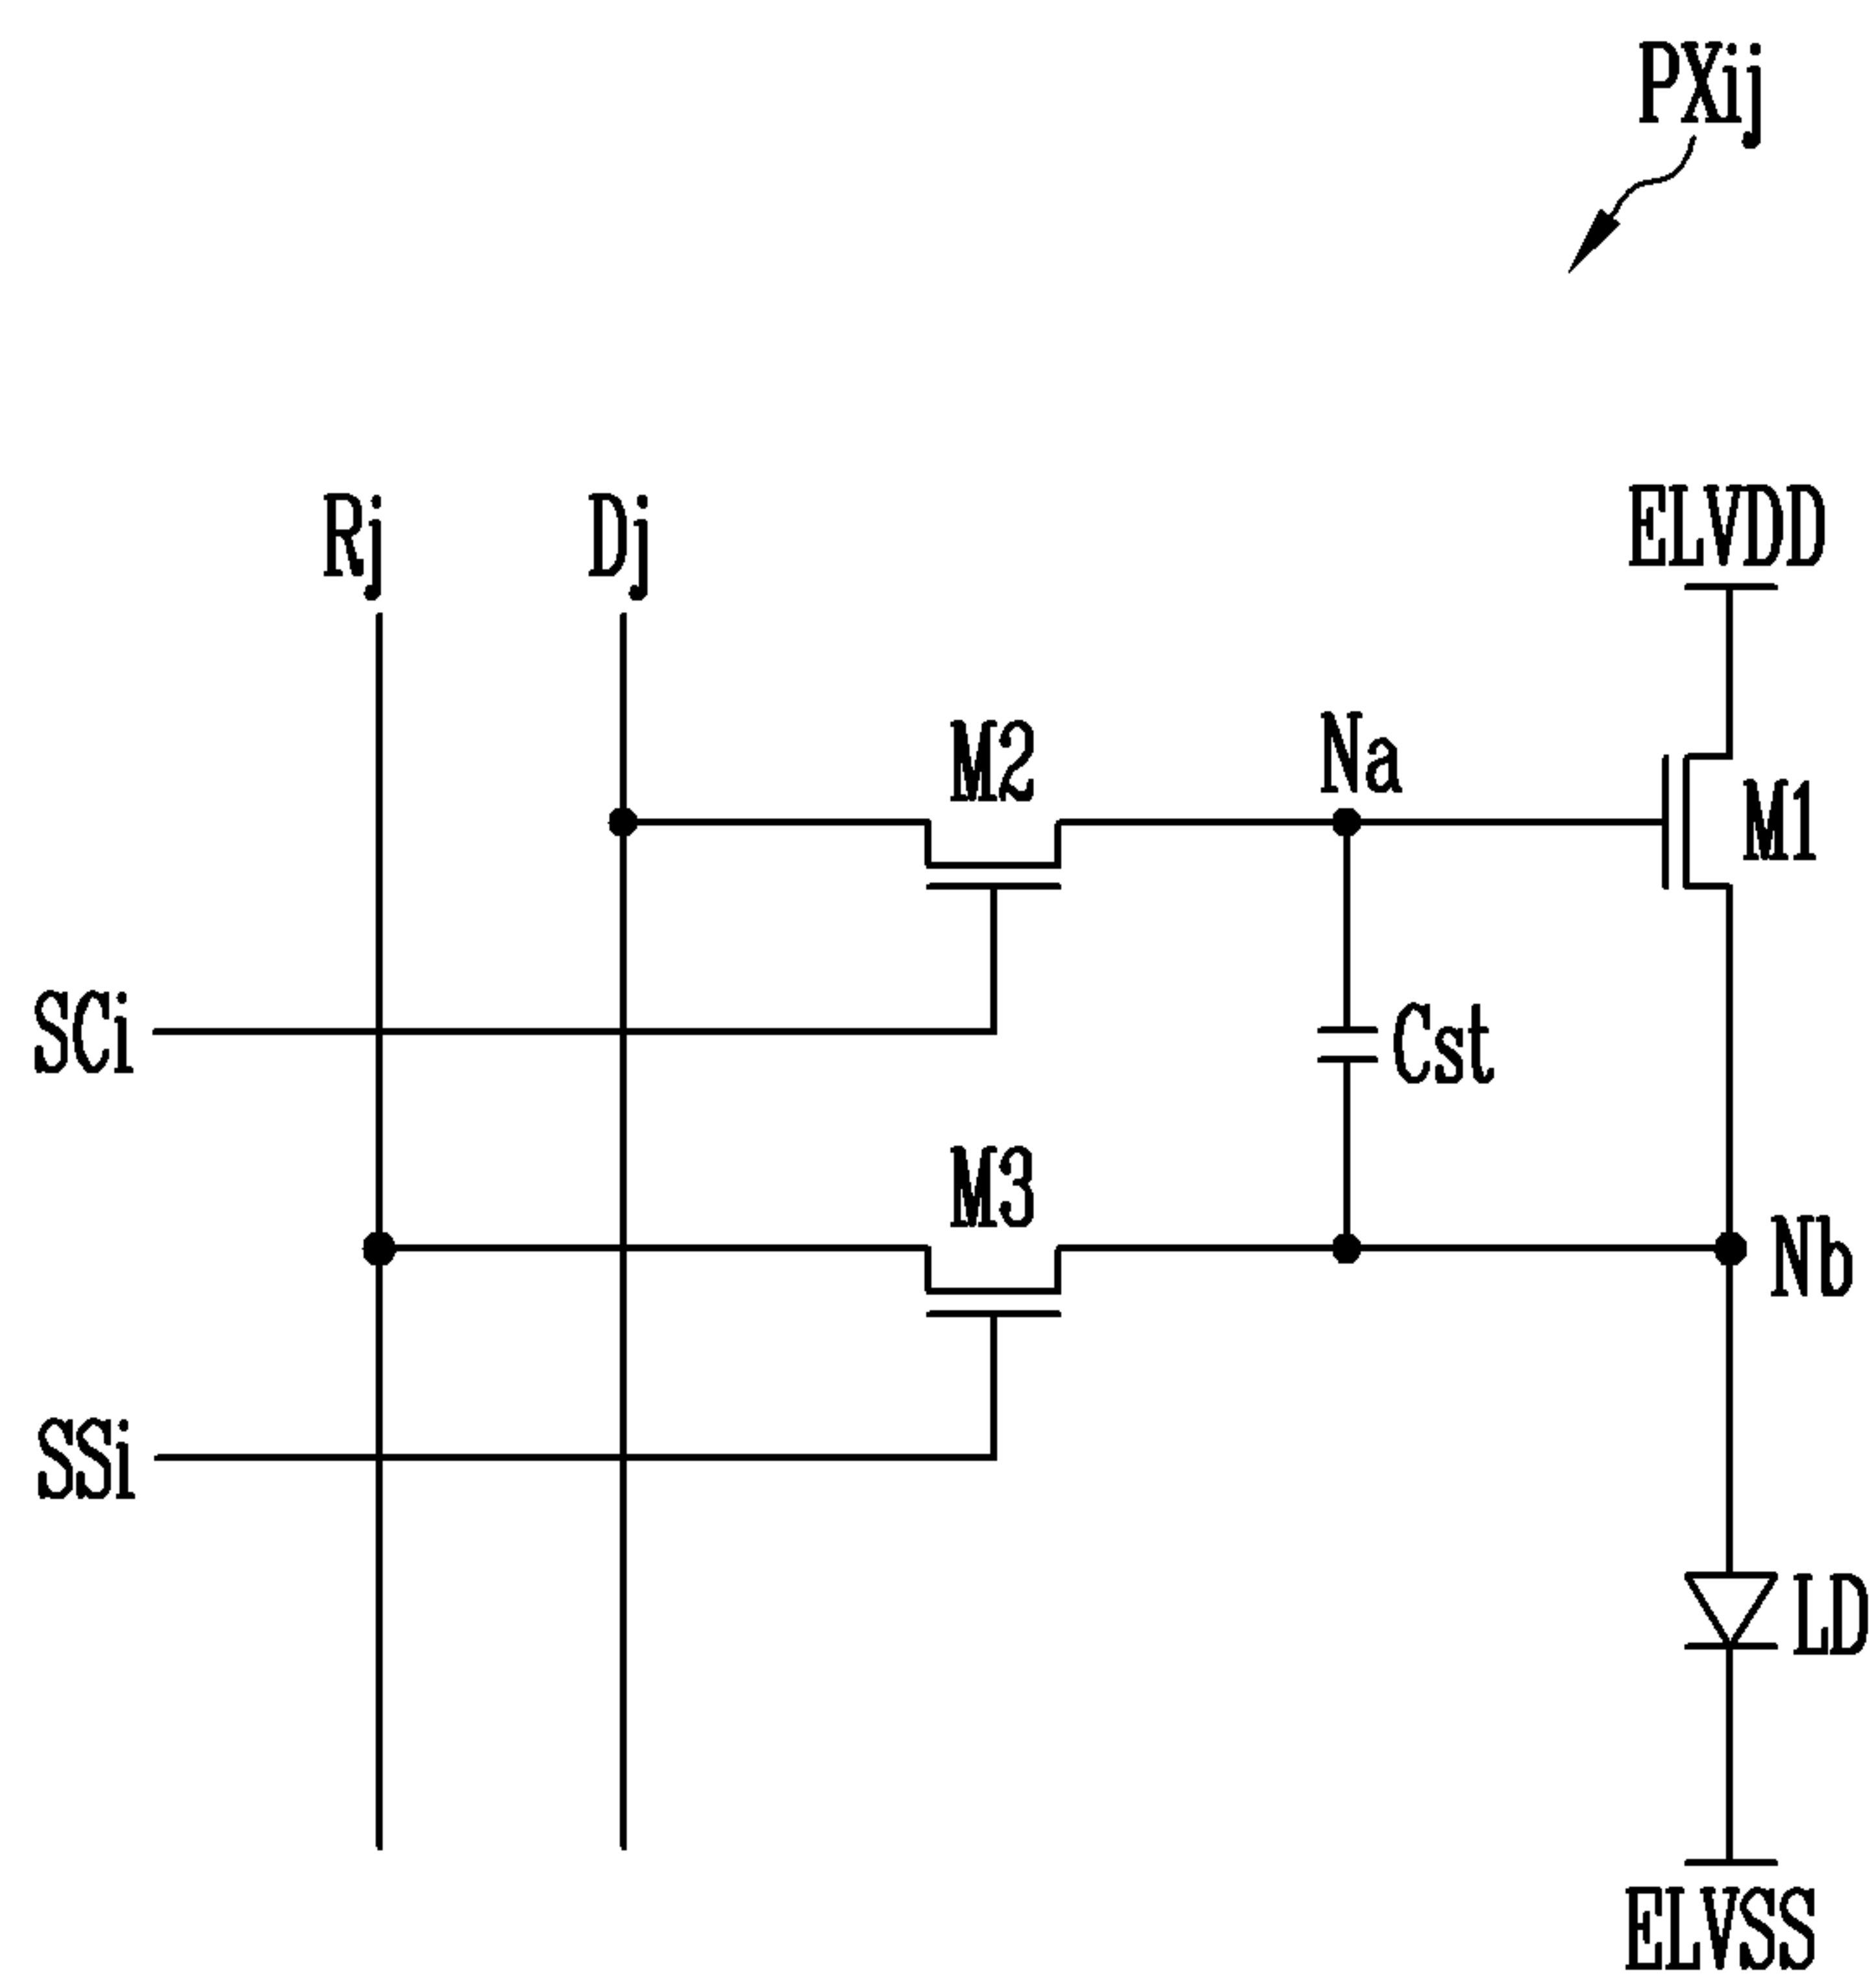 PXij
Rj
Dj
ELVDD
M2
Na
M1
SCi
Cst
M3
Nb
SSi
LD
ELVSS